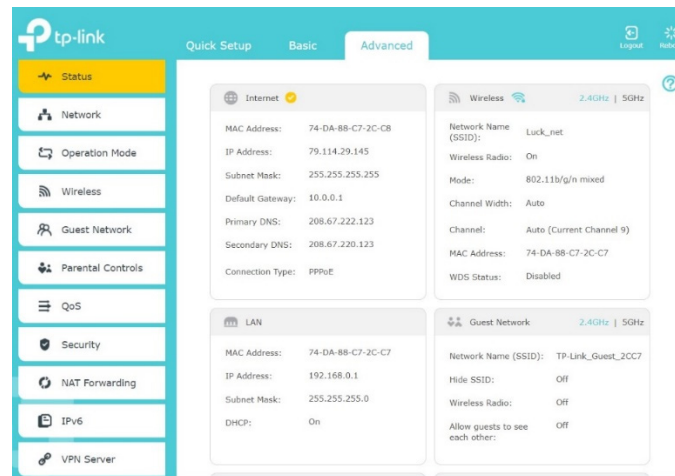 tp-link
Quick Setup Basic Advanced
Logout
Status
Network
Operation Mode
Wireless
Guest Network
Parental Controls
QoS
Security
NAT Forwarding
IPv6
VPN Server
Internet
MAC Address: 74-DA-88-C7-2C-C8
IP Address: 79.114.29.145
Subnet Mask: 255.255.255.255
Default Gateway: 10.0.0.1
Primary DNS: 208.67.222.123
Secondary DNS: 208.67.220.123
Connection Type: PPPoE
Wireless 2.4GHz | 5GHz
Network Name
(SSID): Luck_net
Wireless Radio: On
Mode: 802.11b/g/n mixed
Channel Width: Auto
Channel: Auto (Current Channel 9)
MAC Address: 74-DA-88-C7-2C-C7
WDS Status: Disabled
LAN
MAC Address: 74-DA-88-C7-2C-C7
IP Address: 192.168.0.1
Subnet Mask: 255.255.255.0
DHCP: On
Guest Network 2.4GHz | 5GHz
Network Name (SSID): TP-Link_Guest_2CC7
Hide SSID: Off
Wireless Radio: Off
Allow guests to see Off
each other: